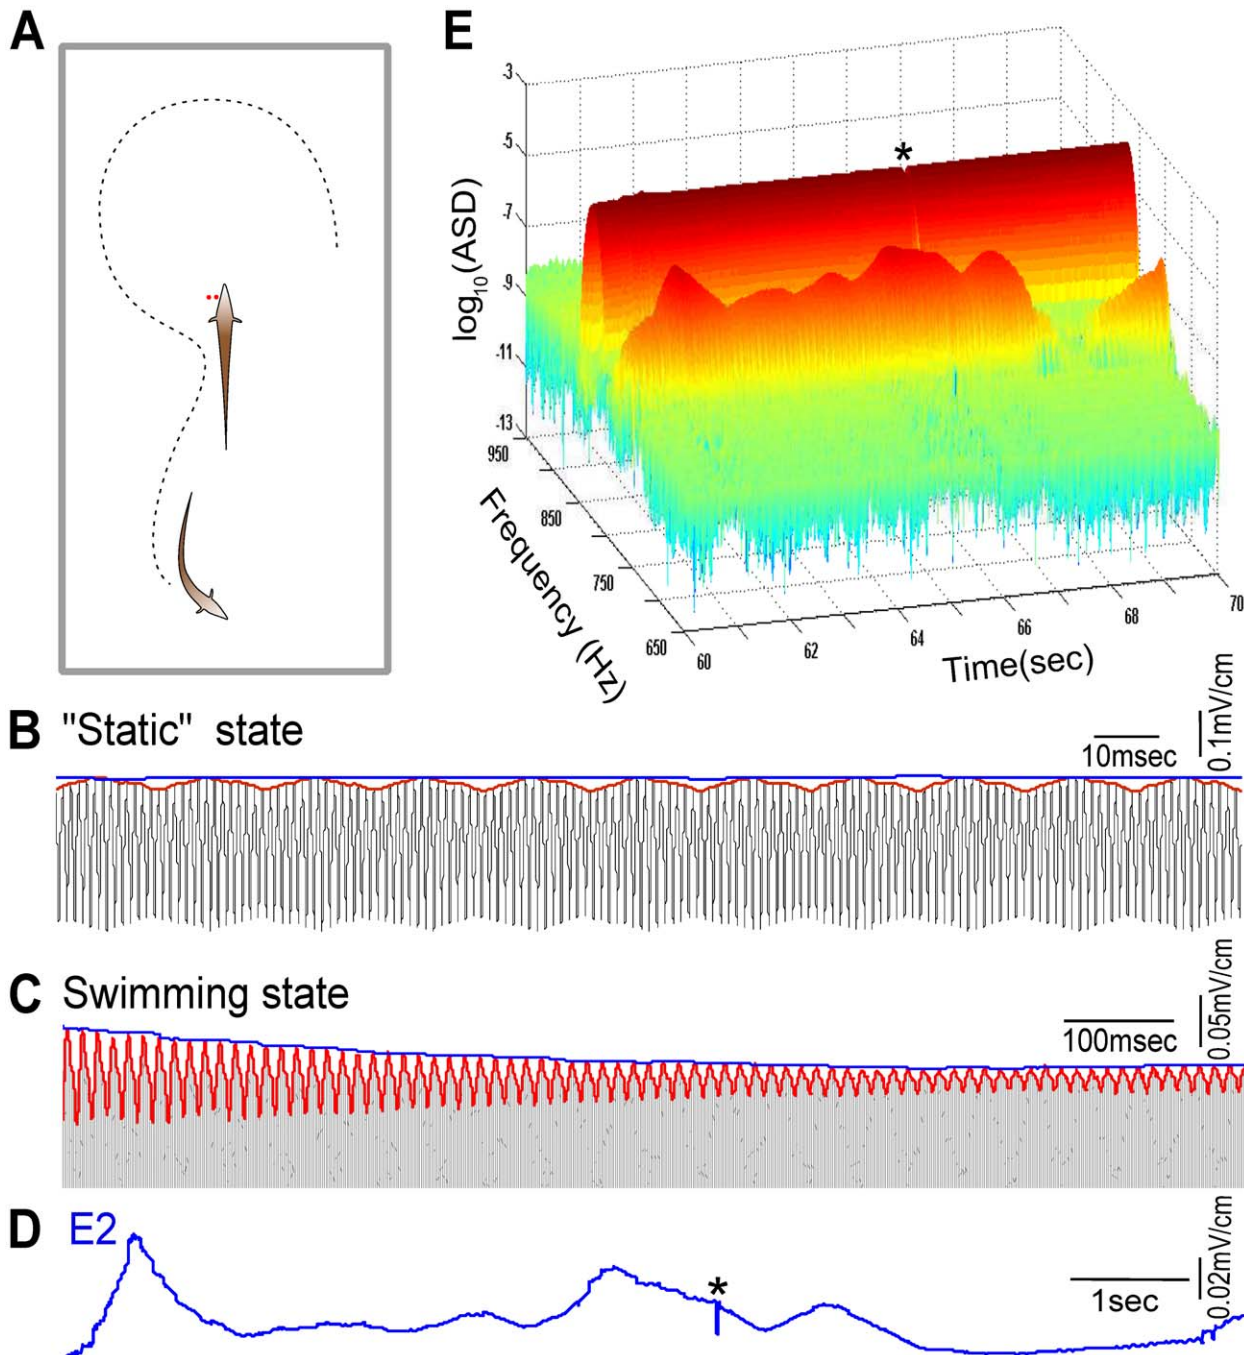 A
E
-3
-5
-7
-9
-11
-13
log10(ASD)
*
950
850
750
650
Frequency (Hz)
60
62
64
66
68
70
Time(sec)
B "Static" state
10msec
0.1mV/cm
C Swimming state
100msec
0.05mV/cm
D E2
*
1sec
0.02mV/cm